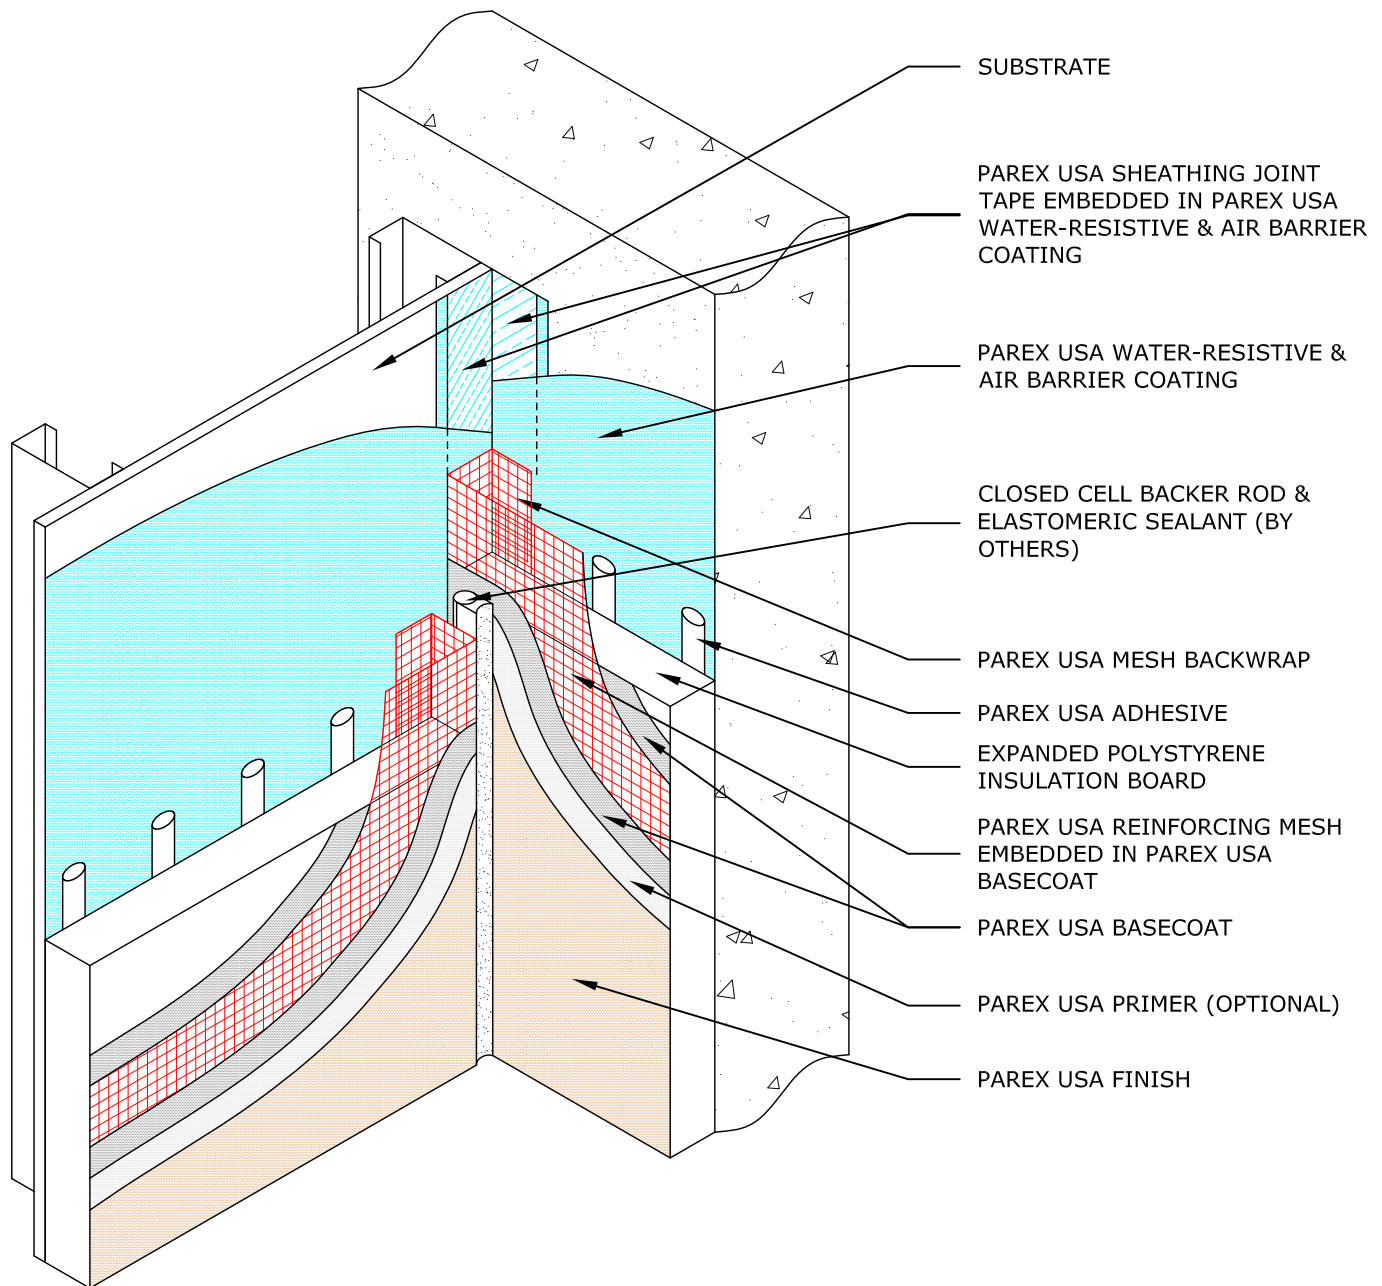 SUBSTRATE
PAREX USA SHEATHING JOINT
TAPE EMBEDDED IN PAREX USA
WATER-RESISTIVE & AIR BARRIER
COATING
PAREX USA WATER-RESISTIVE &
AIR BARRIER COATING
CLOSED CELL BACKER ROD &
ELASTOMERIC SEALANT (BY
OTHERS)
PAREX USA MESH BACKWRAP
PAREX USA ADHESIVE
EXPANDED POLYSTYRENE
INSULATION BOARD
PAREX USA REINFORCING MESH
EMBEDDED IN PAREX USA
BASECOAT
PAREX USA BASECOAT
PAREX USA PRIMER (OPTIONAL)
PAREX USA FINISH